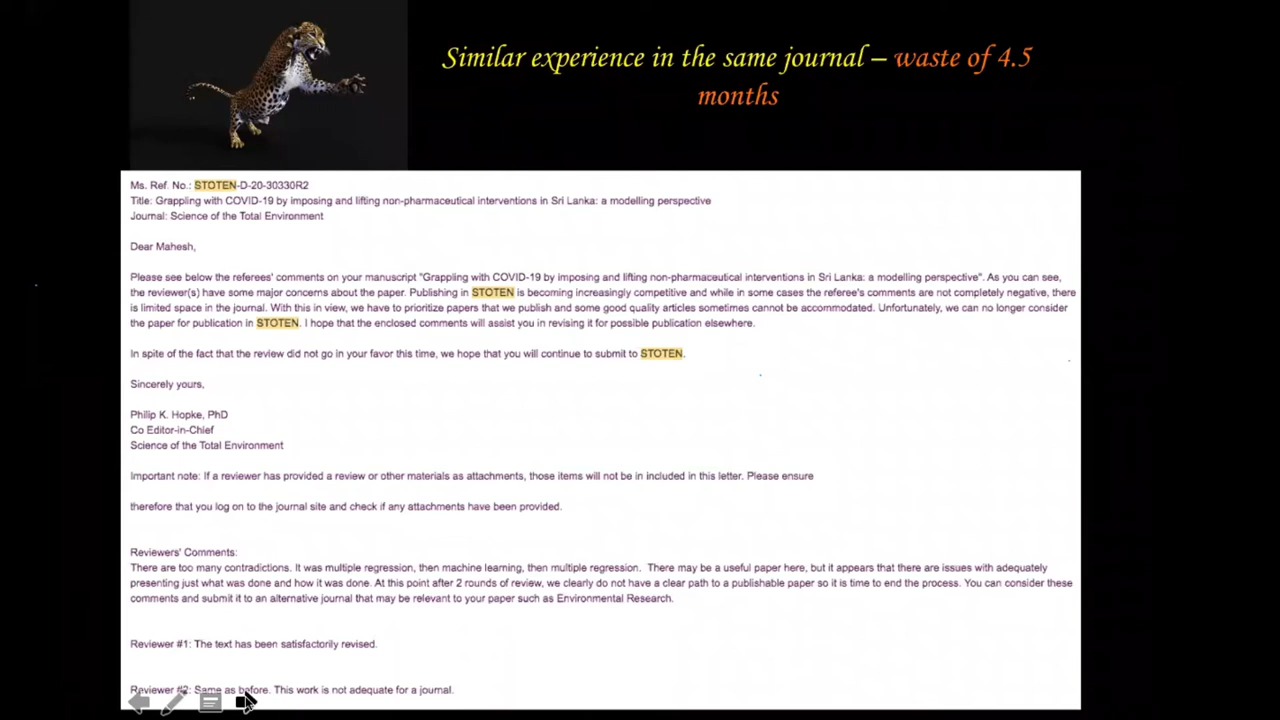 Similar experience in the same journal – waste of 4.5
months
Ms. Ref. No.: STOTEN-D-20-30330R2
Title: Grappling with COVID-19 by imposing and lifting non-pharmaceutical interventions in Sri Lanka: a modelling perspective
Journal: Science of the Total Environment
Dear Mahesh,
Please see below the referees' comments on your manuscript "Grappling with COVID-19 by imposing and lifting non-pharmaceutical interventions in Sri Lanka: a modelling perspective". As you can see,
the reviewer(s) have some major concerns about the paper. Publishing in STOTEN is becoming increasingly competitive and while in some cases the referee's comments are not completely negative, there
is limited space in the journal. With this in view, we have to prioritize papers that we publish and some good quality articles sometimes cannot be accommodated. Unfortunately, we can no longer consider
the paper for publication in STOTEN. I hope that the enclosed comments will assist you in revising it for possible publication elsewhere.
In spite of the fact that the review did not go in your favor this time, we hope that you will continue to submit to STOTEN.
Sincerely yours,
Philip K. Hopke, PhD
Co Editor-in-Chief
Science of the Total Environment
Important note: If a reviewer has provided a review or other materials as attachments, those items will not be in included in this letter. Please ensure
therefore that you log on to the journal site and check if any attachments have been provided.
Reviewers' Comments:
There are too many contradictions. It was multiple regression, then machine learning, then multiple regression. There may be a useful paper here, but it appears that there are issues with adequately
presenting just what was done and how it was done. At this point after 2 rounds of review, we clearly do not have a clear path to a publishable paper so it is time to end the process. You can consider these
comments and submit it to an alternative journal that may be relevant to your paper such as Environmental Research.
Reviewer #1: The text has been satisfactorily revised.
Reviewer #2: Same as before. This work is not adequate for a journal.